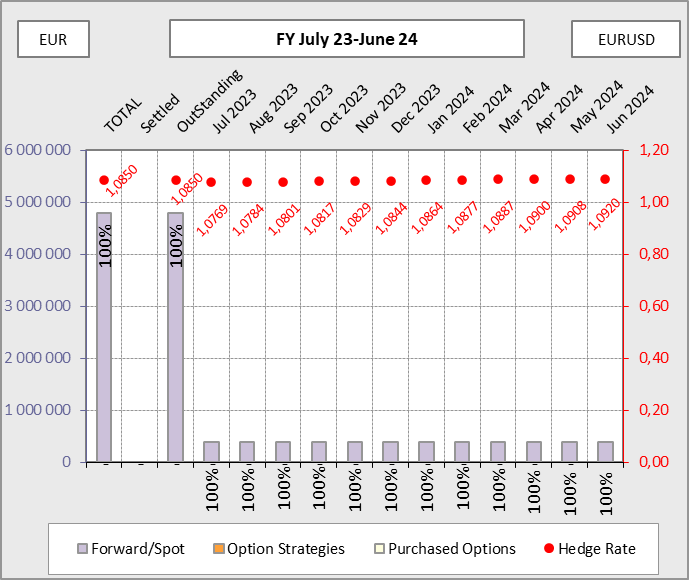 EUR
FY July 23-June 24
EURUSD
TOTAL
Settled
OutStanding
Jul 2023
Aug 2023
Sep 2023
Oct 2023
Nov 2023
Dec 2023
Jan 2024
Feb 2024
Mar 2024
Apr 2024
May 2024
Jun 2024
6 000 000
5 000 000
4 000 000
3 000 000
2 000 000
1 000 000
0
1,20
1,00
0,80
0,60
0,40
0,20
0,00
1,0850
1,0850
1,0769
1,0784
1,0801
1,0817
1,0829
1,0844
1,0864
1,0877
1,0887
1,0900
1,0908
1,0920
100%
100%
100%
100%
100%
100%
100%
100%
100%
100%
100%
100%
100%
100%
Forward/Spot
Option Strategies
Purchased Options
Hedge Rate